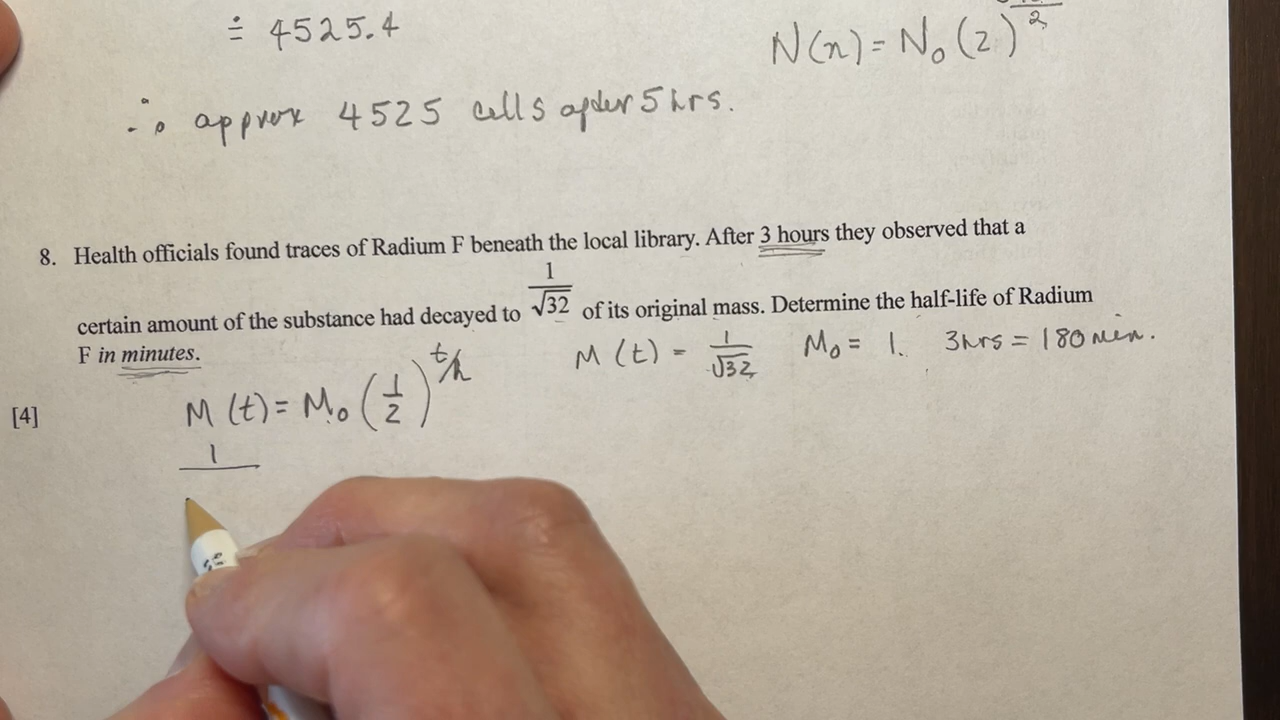 ≐ 4525.4
N(n) = N₀ (2)^‾/2
∴ approx 4525 cells after 5 hrs.
8. Health officials found traces of Radium F beneath the local library. After 3 hours they observed that a
certain amount of the substance had decayed to 1/√32 of its original mass. Determine the half-life of Radium
F in minutes.
M(t) = 1/√32 M₀ = 1. 3hrs = 180 min.
[4]
M(t) = M₀ (1/2)^t/h
1